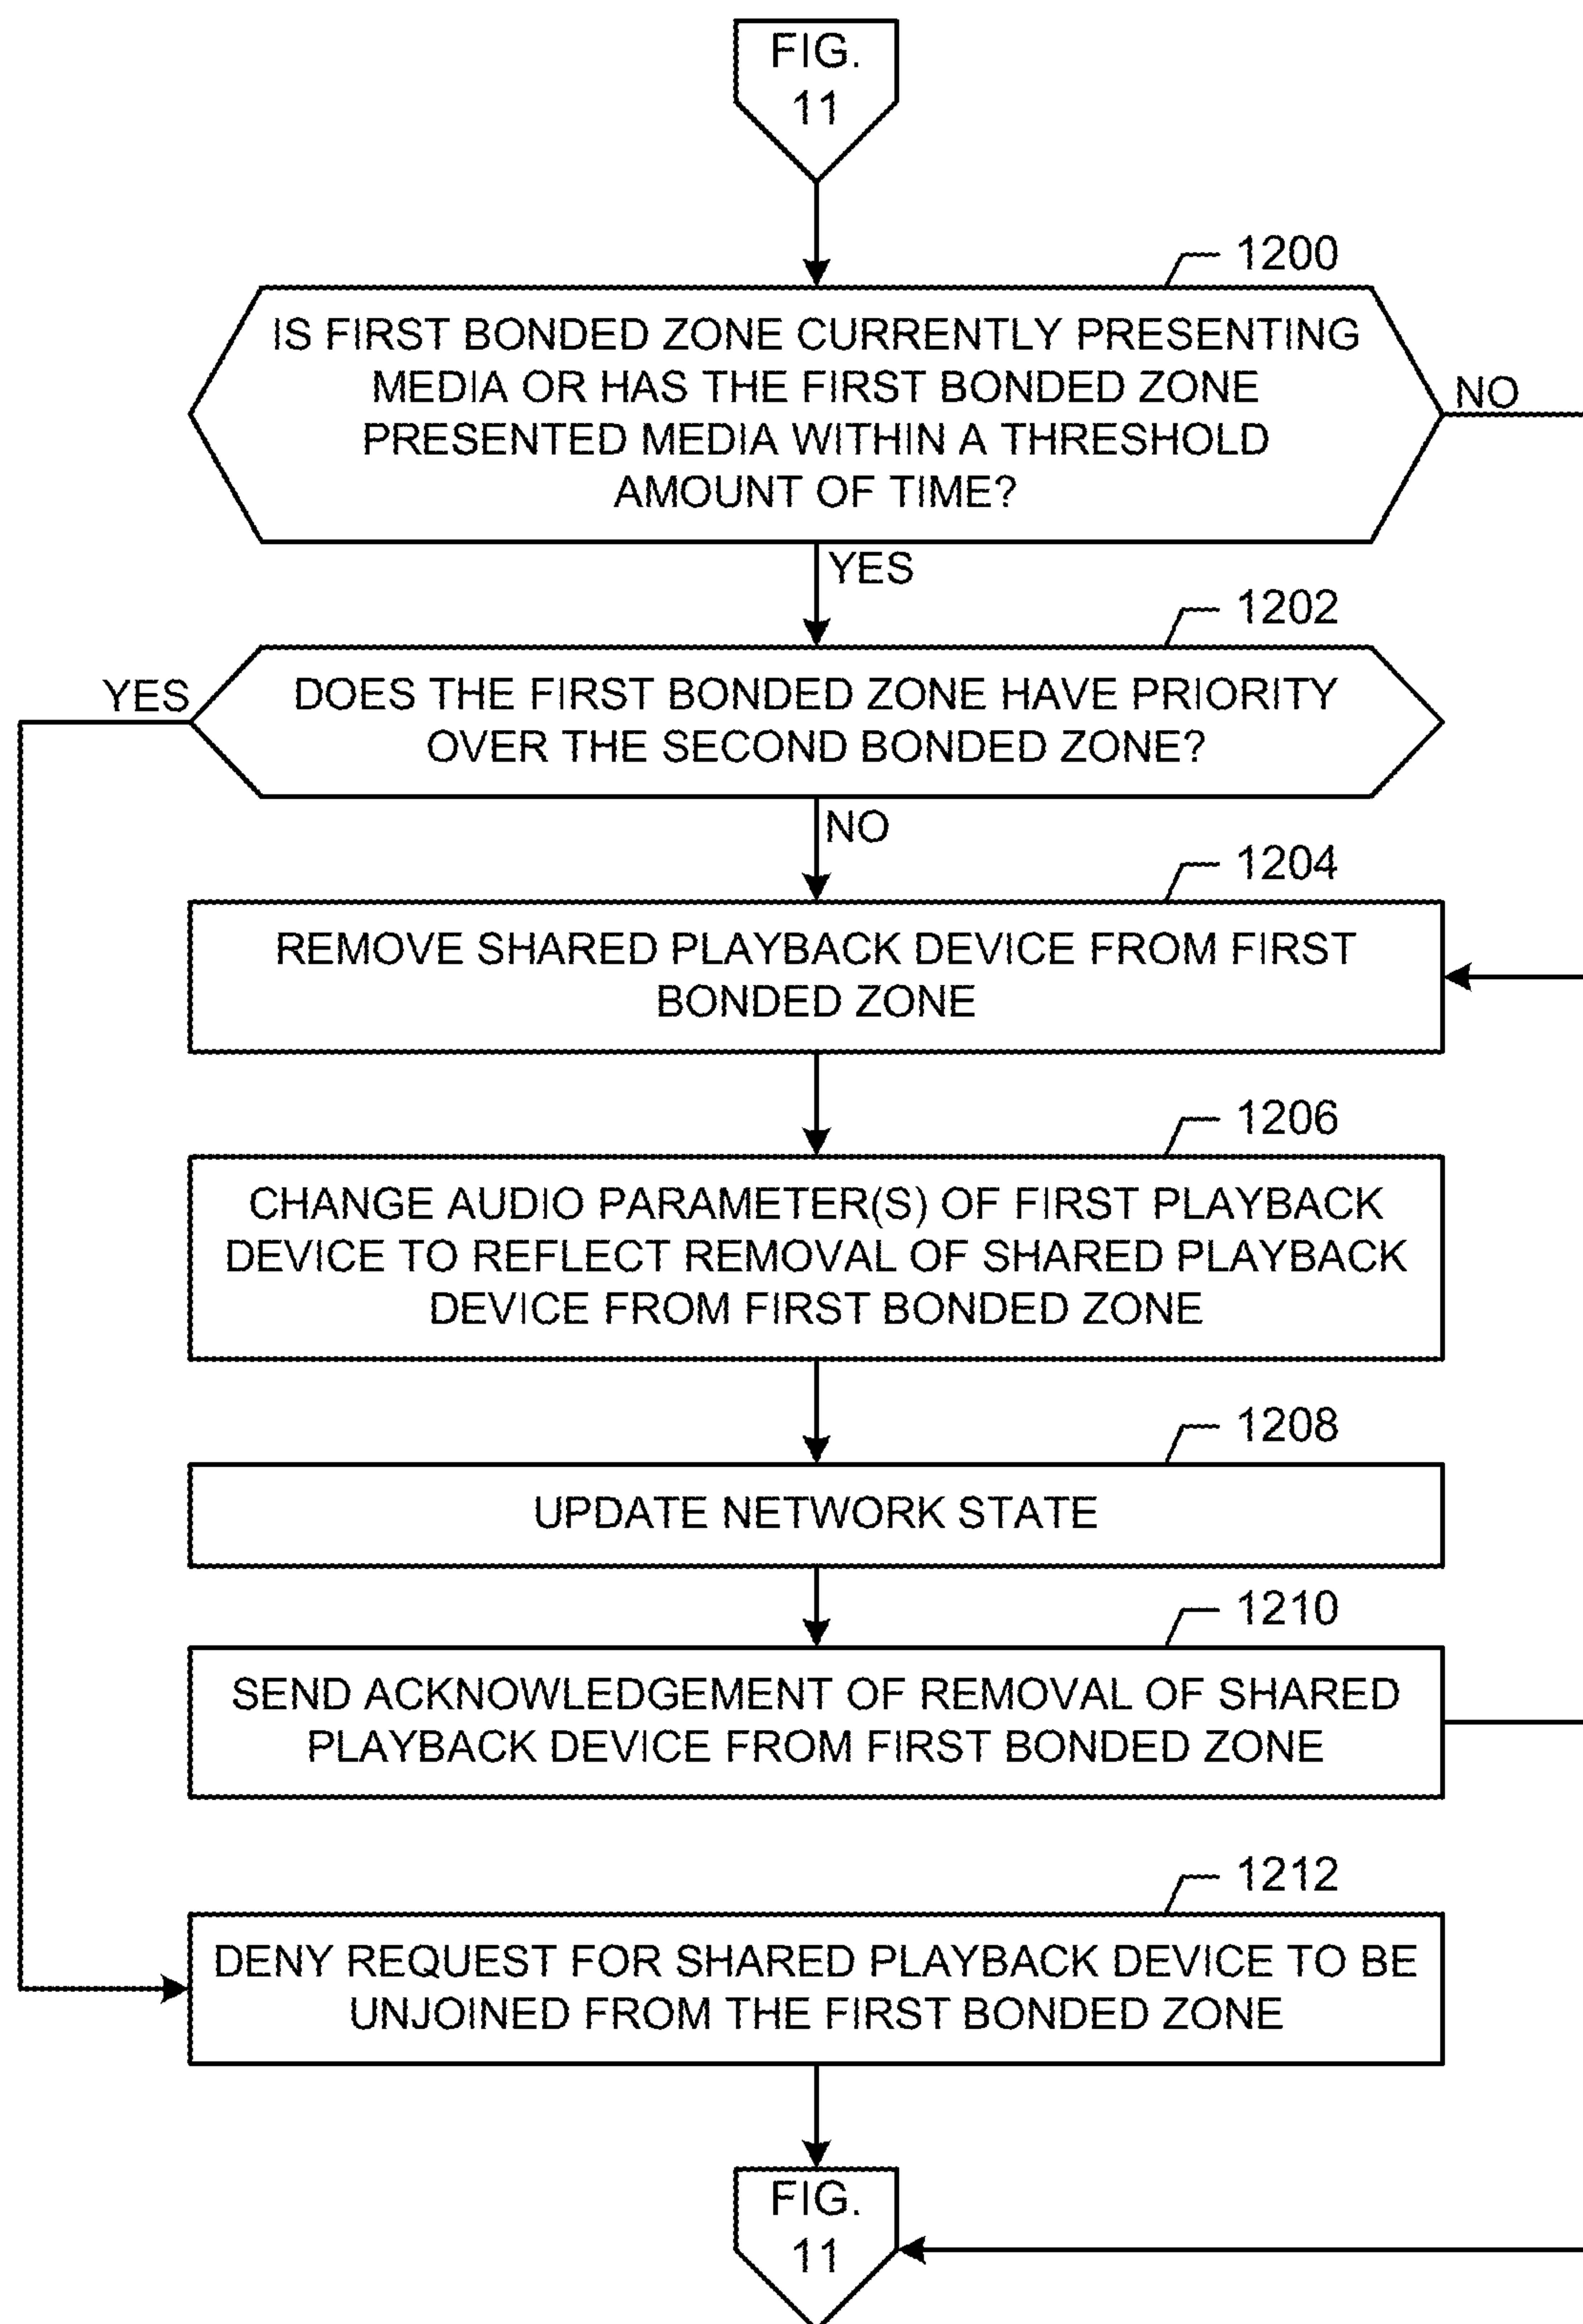 FIG.
11
1200
IS FIRST BONDED ZONE CURRENTLY PRESENTING
MEDIA OR HAS THE FIRST BONDED ZONE
PRESENTED MEDIA WITHIN A THRESHOLD
AMOUNT OF TIME?
NO
YES
1202
YES
DOES THE FIRST BONDED ZONE HAVE PRIORITY
OVER THE SECOND BONDED ZONE?
NO
1204
REMOVE SHARED PLAYBACK DEVICE FROM FIRST
BONDED ZONE
1206
CHANGE AUDIO PARAMETER(S) OF FIRST PLAYBACK
DEVICE TO REFLECT REMOVAL OF SHARED PLAYBACK
DEVICE FROM FIRST BONDED ZONE
1208
UPDATE NETWORK STATE
1210
SEND ACKNOWLEDGEMENT OF REMOVAL OF SHARED
PLAYBACK DEVICE FROM FIRST BONDED ZONE
1212
DENY REQUEST FOR SHARED PLAYBACK DEVICE TO BE
UNJOINED FROM THE FIRST BONDED ZONE
FIG.
11